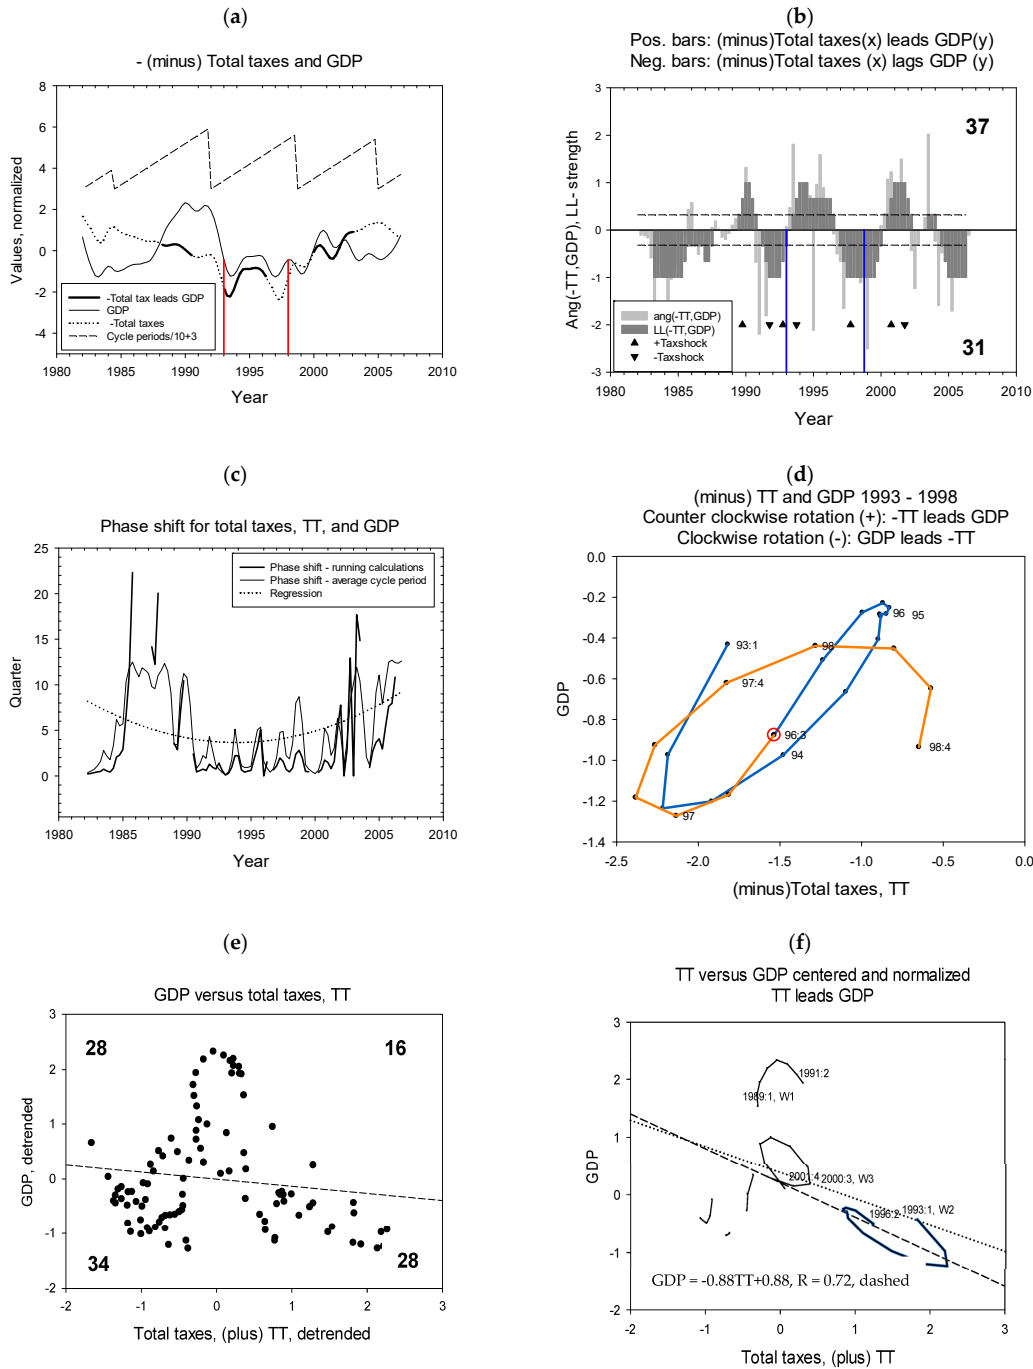 (a)
- (minus) Total taxes and GDP
Values, normalized
8
6
4
2
0
-2
-4
-Total tax leads GDP
GDP
-Total taxes
Cycle periods/10+3
1980 1985 1990 1995 2000 2005 2010
Year
(b)
Pos. bars: (minus)Total taxes(x) leads GDP(y)
Neg. bars: (minus)Total taxes (x) lags GDP (y)
Ang(-TT,GDP), LL- strength
3
2
1
0
-1
-2
-3
37
31
ang(-TT,GDP)
LL(-TT,GDP)
+Taxshock
-Taxshock
1980 1985 1990 1995 2000 2005 2010
Year
(c)
Phase shift for total taxes, TT, and GDP
Quarter
25
20
15
10
5
0
Phase shift - running calculations
Phase shift - average cycle period
Regression
1980 1985 1990 1995 2000 2005 2010
Year
(d)
(minus) TT and GDP 1993 - 1998
Counter clockwise rotation (+): -TT leads GDP
Clockwise rotation (-): GDP leads -TT
GDP
0.0
-0.2
-0.4
-0.6
-0.8
-1.0
-1.2
-1.4
96 95
93:1
98
97:4
96:3
98:4
94
97
-2.5 -2.0 -1.5 -1.0 -0.5 0.0
(minus)Total taxes, TT
(e)
GDP versus total taxes, TT
GDP, detrended
3
2
1
0
-1
-2
28
16
34
28
-2 -1 0 1 2 3
Total taxes, (plus) TT, detrended
(f)
TT versus GDP centered and normalized
TT leads GDP
GDP
3
2
1
0
-1
-2
1991:2
1989:1, W1
2001:4
2000:3, W3
1996:2
1993:1, W2
GDP = -0.88TT+0.88, R = 0.72, dashed
-2 -1 0 1 2 3
Total taxes, (plus) TT